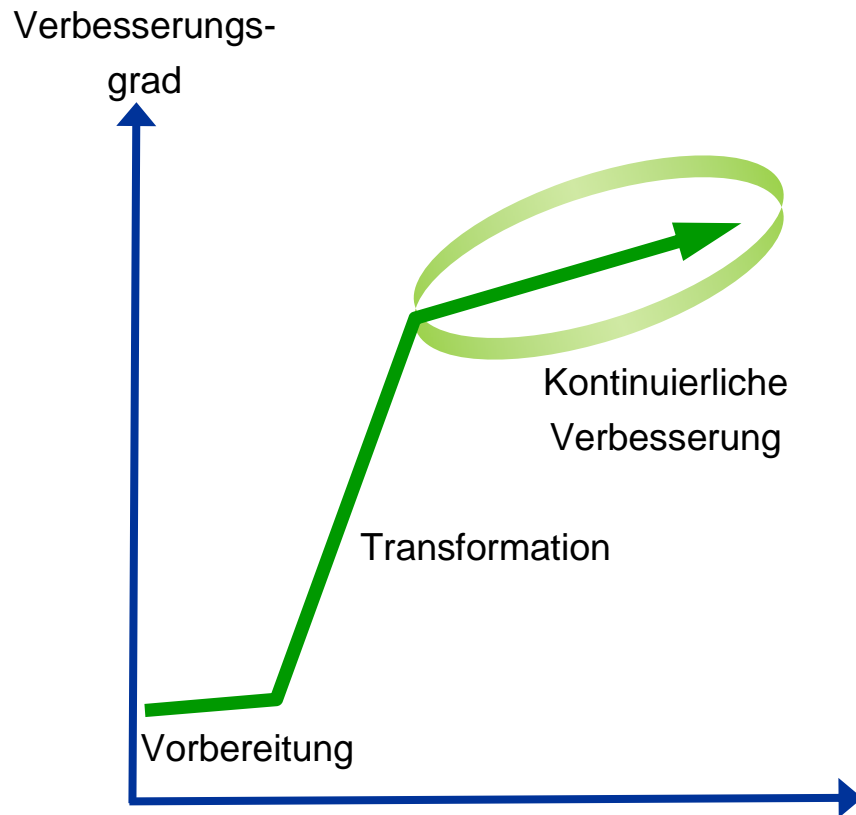 Verbesserungs-
grad
Kontinuierliche
Verbesserung
Transformation
Vorbereitung